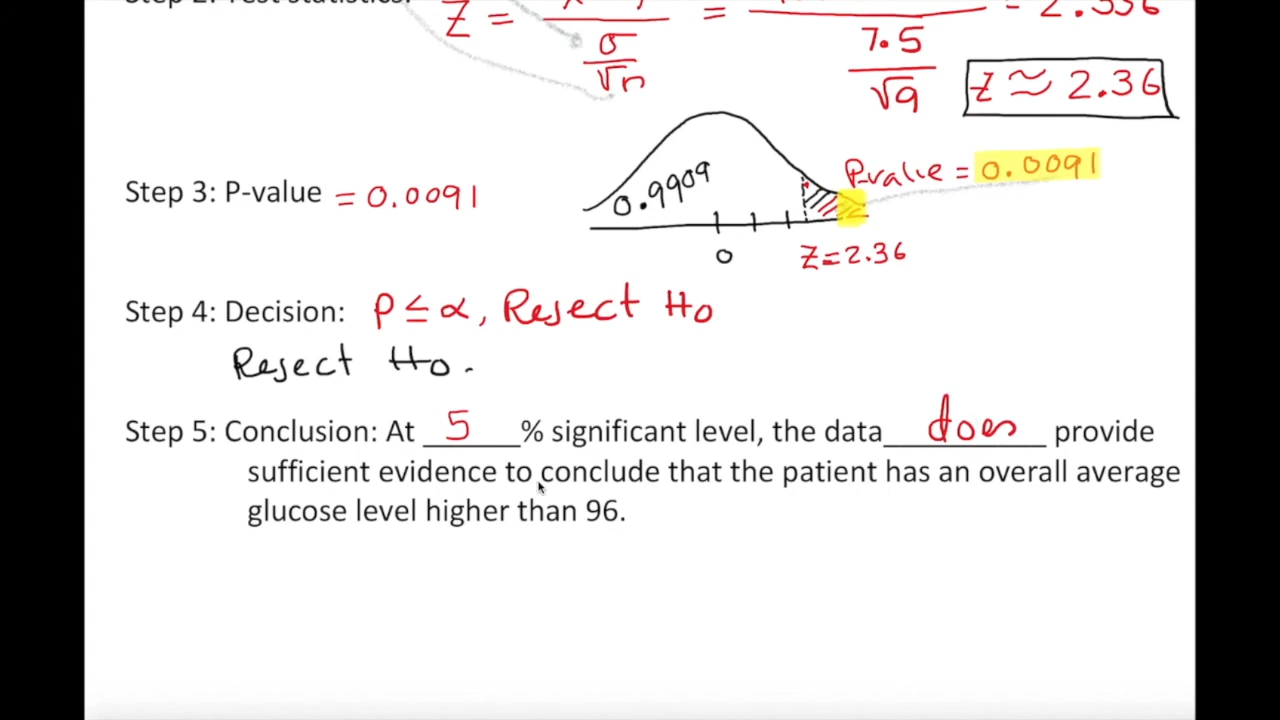 Z = σ/√n = 7.5/√9
Z ≈ 2.36
0.9909
P-value = 0.0091
Step 3: P-value = 0.0091
0
Z=2.36
Step 4: Decision: P ≤ α, Reject Ho
Reject Ho.
Step 5: Conclusion: At 5 % significant level, the data does provide
sufficient evidence to conclude that the patient has an overall average
glucose level higher than 96.